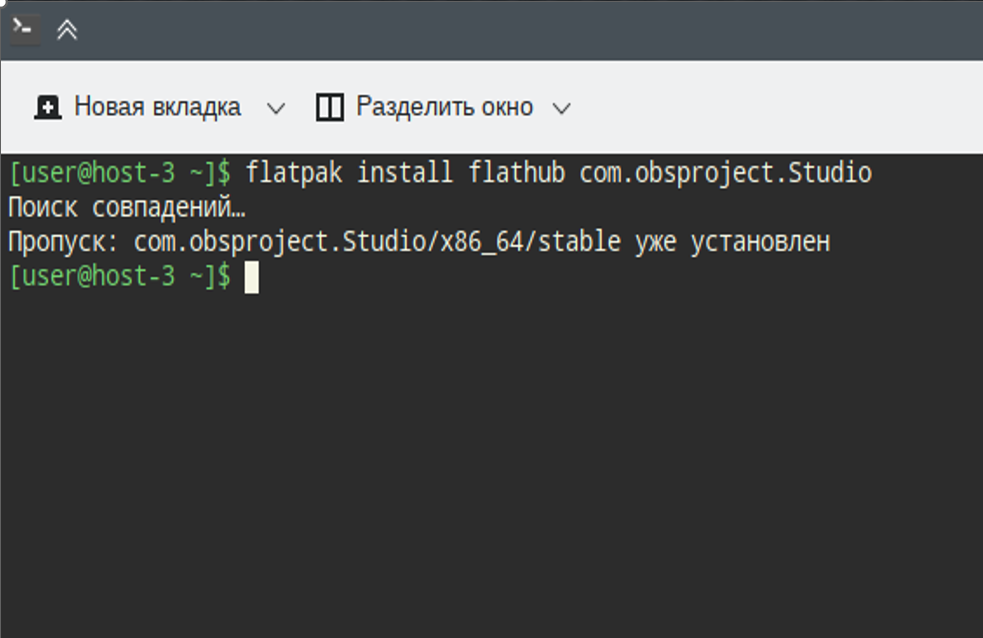 Новая вкладка Разделить окно
[user@host-3 ~]$ flatpak install flathub com.obsproject.Studio
Поиск совпадений…
Пропуск: com.obsproject.Studio/x86_64/stable уже установлен
[user@host-3 ~]$